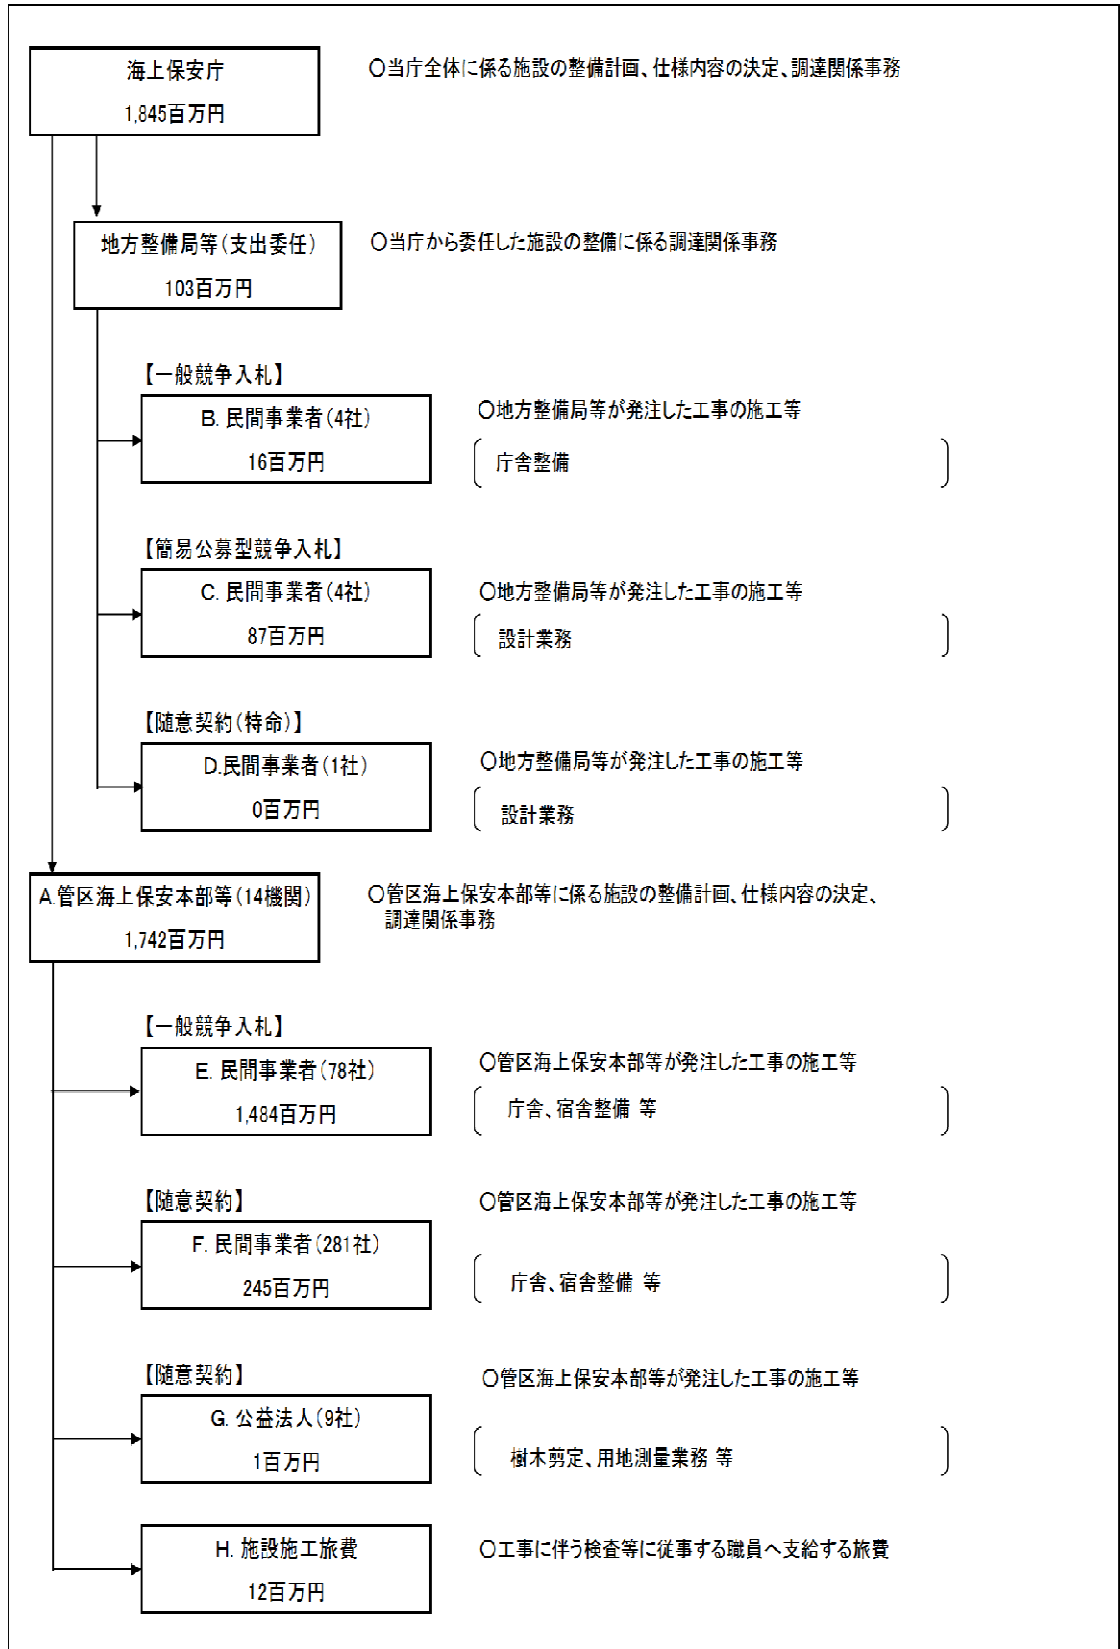 海上保安庁
1,845百万円
〇当庁全体に係る施設の整備計画、仕様内容の決定、調達関係事務
地方整備局等(支出委任)
103百万円
〇当庁から委任した施設の整備に係る調達関係事務
【一般競争入札】
B. 民間事業者(4社)
16百万円
〇地方整備局等が発注した工事の施工等
庁舎整備
【簡易公募型競争入札】
C. 民間事業者(4社)
87百万円
〇地方整備局等が発注した工事の施工等
設計業務
【随意契約(特命)】
D.民間事業者(1社)
0百万円
〇地方整備局等が発注した工事の施工等
設計業務
A.管区海上保安本部等(14機関)
1,742百万円
〇管区海上保安本部等に係る施設の整備計画、仕様内容の決定、
調達関係事務
【一般競争入札】
E. 民間事業者(78社)
1,484百万円
〇管区海上保安本部等が発注した工事の施工等
庁舎、宿舎整備 等
【随意契約】
F. 民間事業者(281社)
245百万円
〇管区海上保安本部等が発注した工事の施工等
庁舎、宿舎整備 等
【随意契約】
G. 公益法人(9社)
1百万円
〇管区海上保安本部等が発注した工事の施工等
樹木剪定、用地測量業務 等
H. 施設施工旅費
12百万円
〇工事に伴う検査等に従事する職員へ支給する旅費